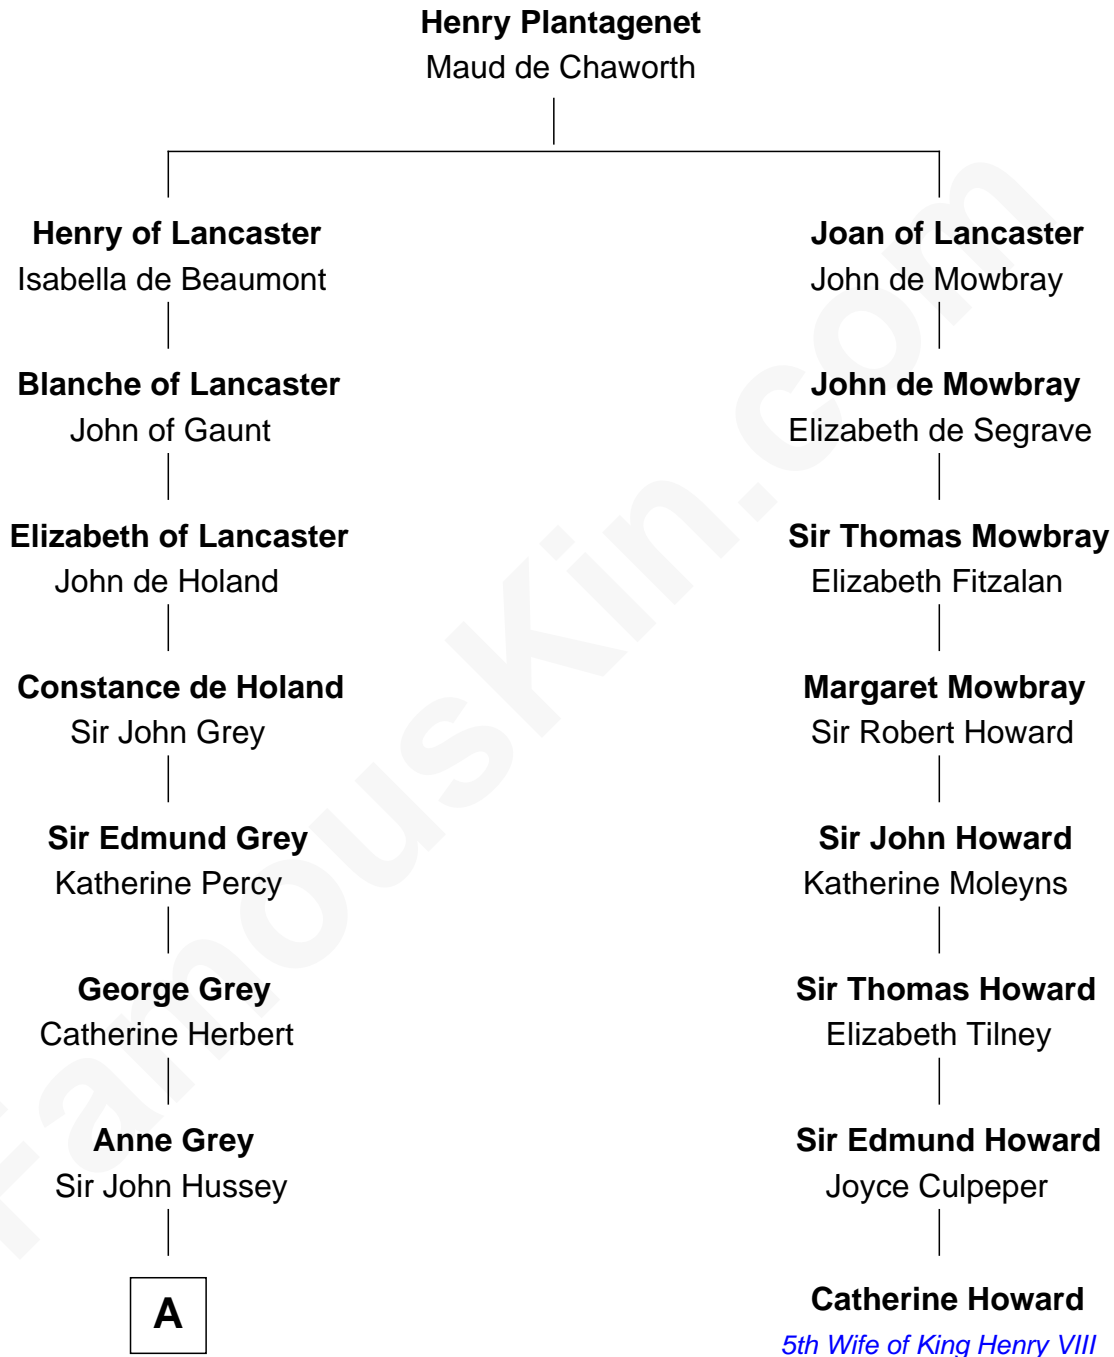 Henry Plantagenet
Maud de Chaworth
Henry of Lancaster
Isabella de Beaumont
Blanche of Lancaster
John of Gaunt
Elizabeth of Lancaster
John de Holand
Constance de Holand
Sir John Grey
Sir Edmund Grey
Katherine Percy
George Grey
Catherine Herbert
Anne Grey
Sir John Hussey
A
Joan of Lancaster
John de Mowbray
John de Mowbray
Elizabeth de Segrave
Sir Thomas Mowbray
Elizabeth Fitzalan
Margaret Mowbray
Sir Robert Howard
Sir John Howard
Katherine Moleyns
Sir Thomas Howard
Elizabeth Tilney
Sir Edmund Howard
Joyce Culpeper
Catherine Howard
5th Wife of King Henry VIII
FamousKin.com